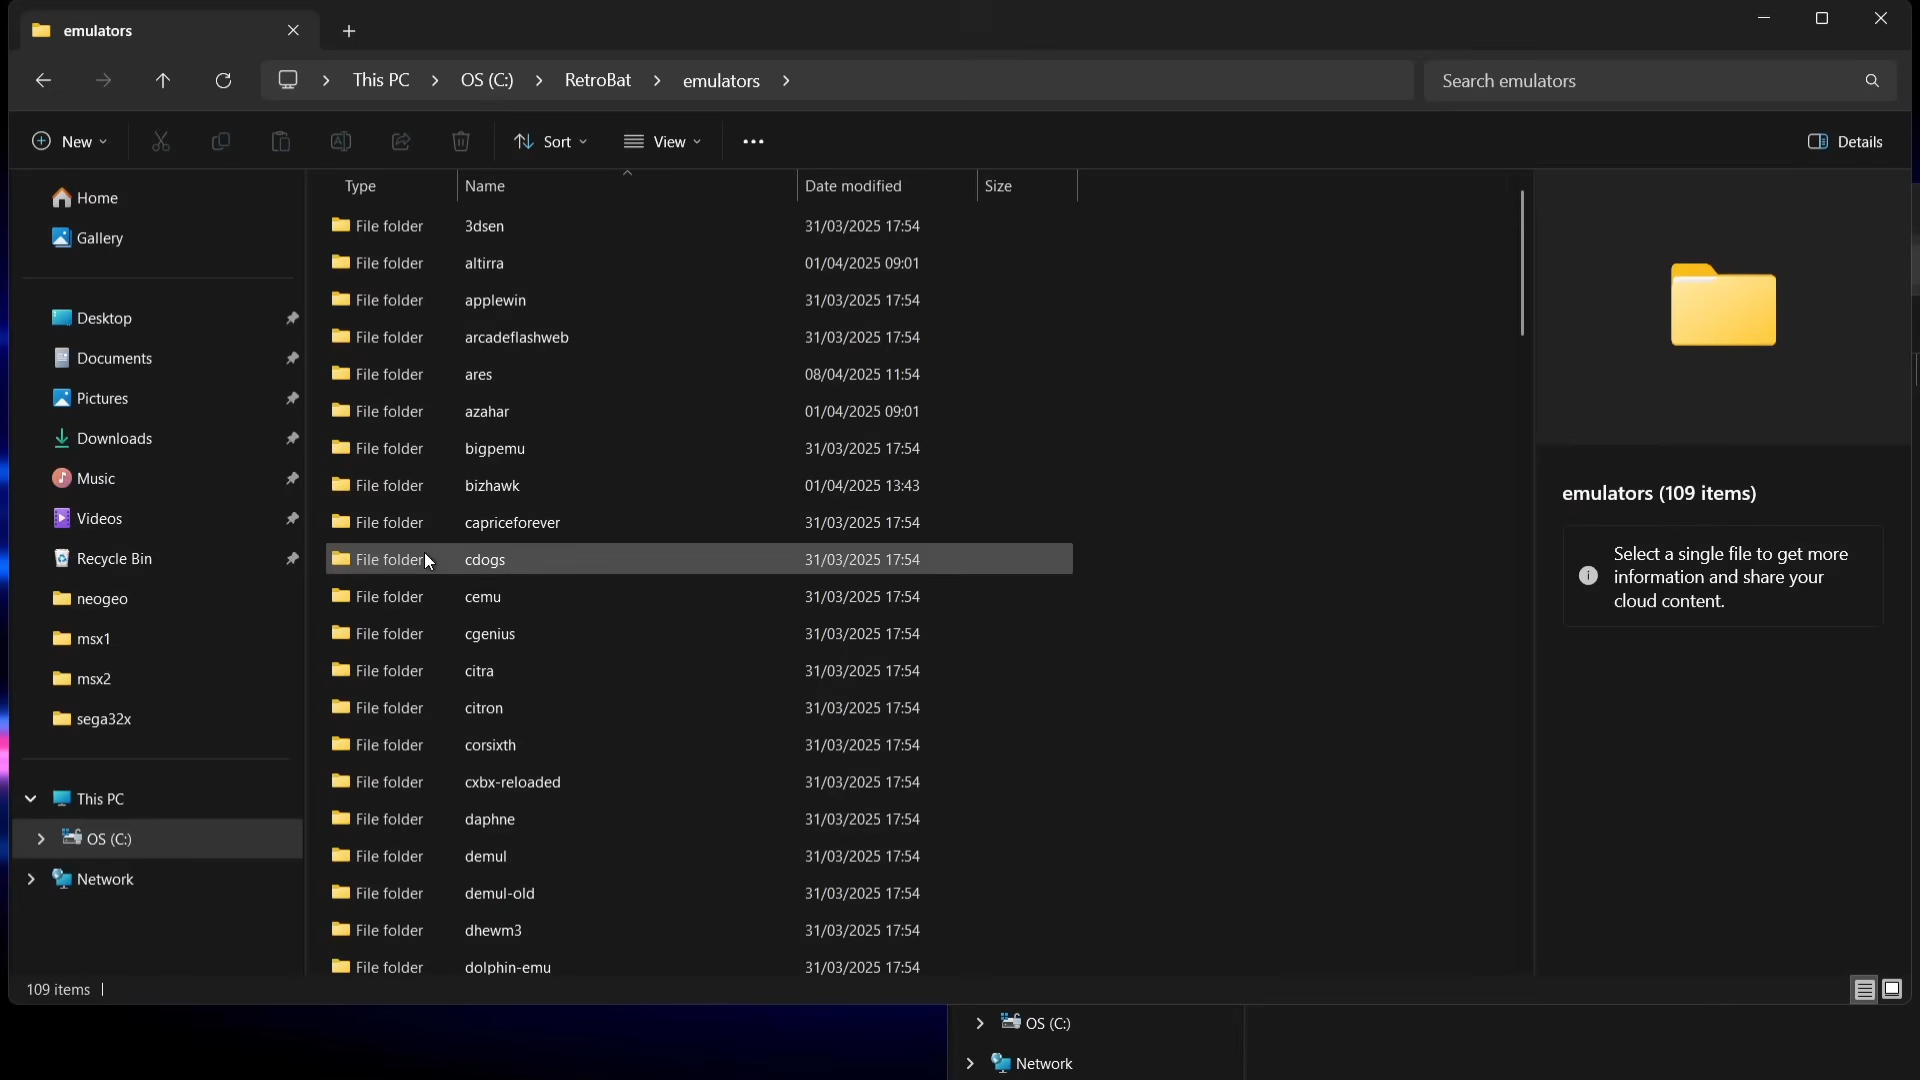 emulators
This PC > OS (C:) > RetroBat > emulators >
Search emulators
New
Sort
View
Details
Home
Gallery
Desktop
Documents
Pictures
Downloads
Music
Videos
Recycle Bin
neogeo
msx1
msx2
sega32x
This PC
OS (C:)
Network
Type Name Date modified Size
File folder 3dsen 31/03/2025 17:54
File folder altirra 01/04/2025 09:01
File folder applewin 31/03/2025 17:54
File folder arcadeflashweb 31/03/2025 17:54
File folder ares 08/04/2025 11:54
File folder azahar 01/04/2025 09:01
File folder bigpemu 31/03/2025 17:54
File folder bizhawk 01/04/2025 13:43
File folder capriceforever 31/03/2025 17:54
File folder cdogs 31/03/2025 17:54
File folder cemu 31/03/2025 17:54
File folder cgenius 31/03/2025 17:54
File folder citra 31/03/2025 17:54
File folder citron 31/03/2025 17:54
File folder corsixth 31/03/2025 17:54
File folder cxbx-reloaded 31/03/2025 17:54
File folder daphne 31/03/2025 17:54
File folder demul 31/03/2025 17:54
File folder demul-old 31/03/2025 17:54
File folder dhewm3 31/03/2025 17:54
File folder dolphin-emu 31/03/2025 17:54
emulators (109 items)
Select a single file to get more
information and share your
cloud content.
109 items
OS (C:)
Network